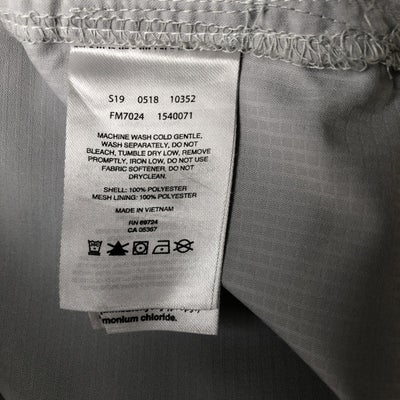 S19 0518 10352
FM7024 1540071
MACHINE WASH COLD GENTLE,
WASH SEPARATELY, DO NOT
BLEACH, TUMBLE DRY LOW, REMOVE
PROMPTLY, IRON LOW, DO NOT USE
FABRIC SOFTENER, DO NOT
DRYCLEAN.
SHELL: 100% POLYESTER
MESH LINING: 100% POLYESTER
MADE IN VIETNAM
RN 69724
CA 05367
monium chloride.